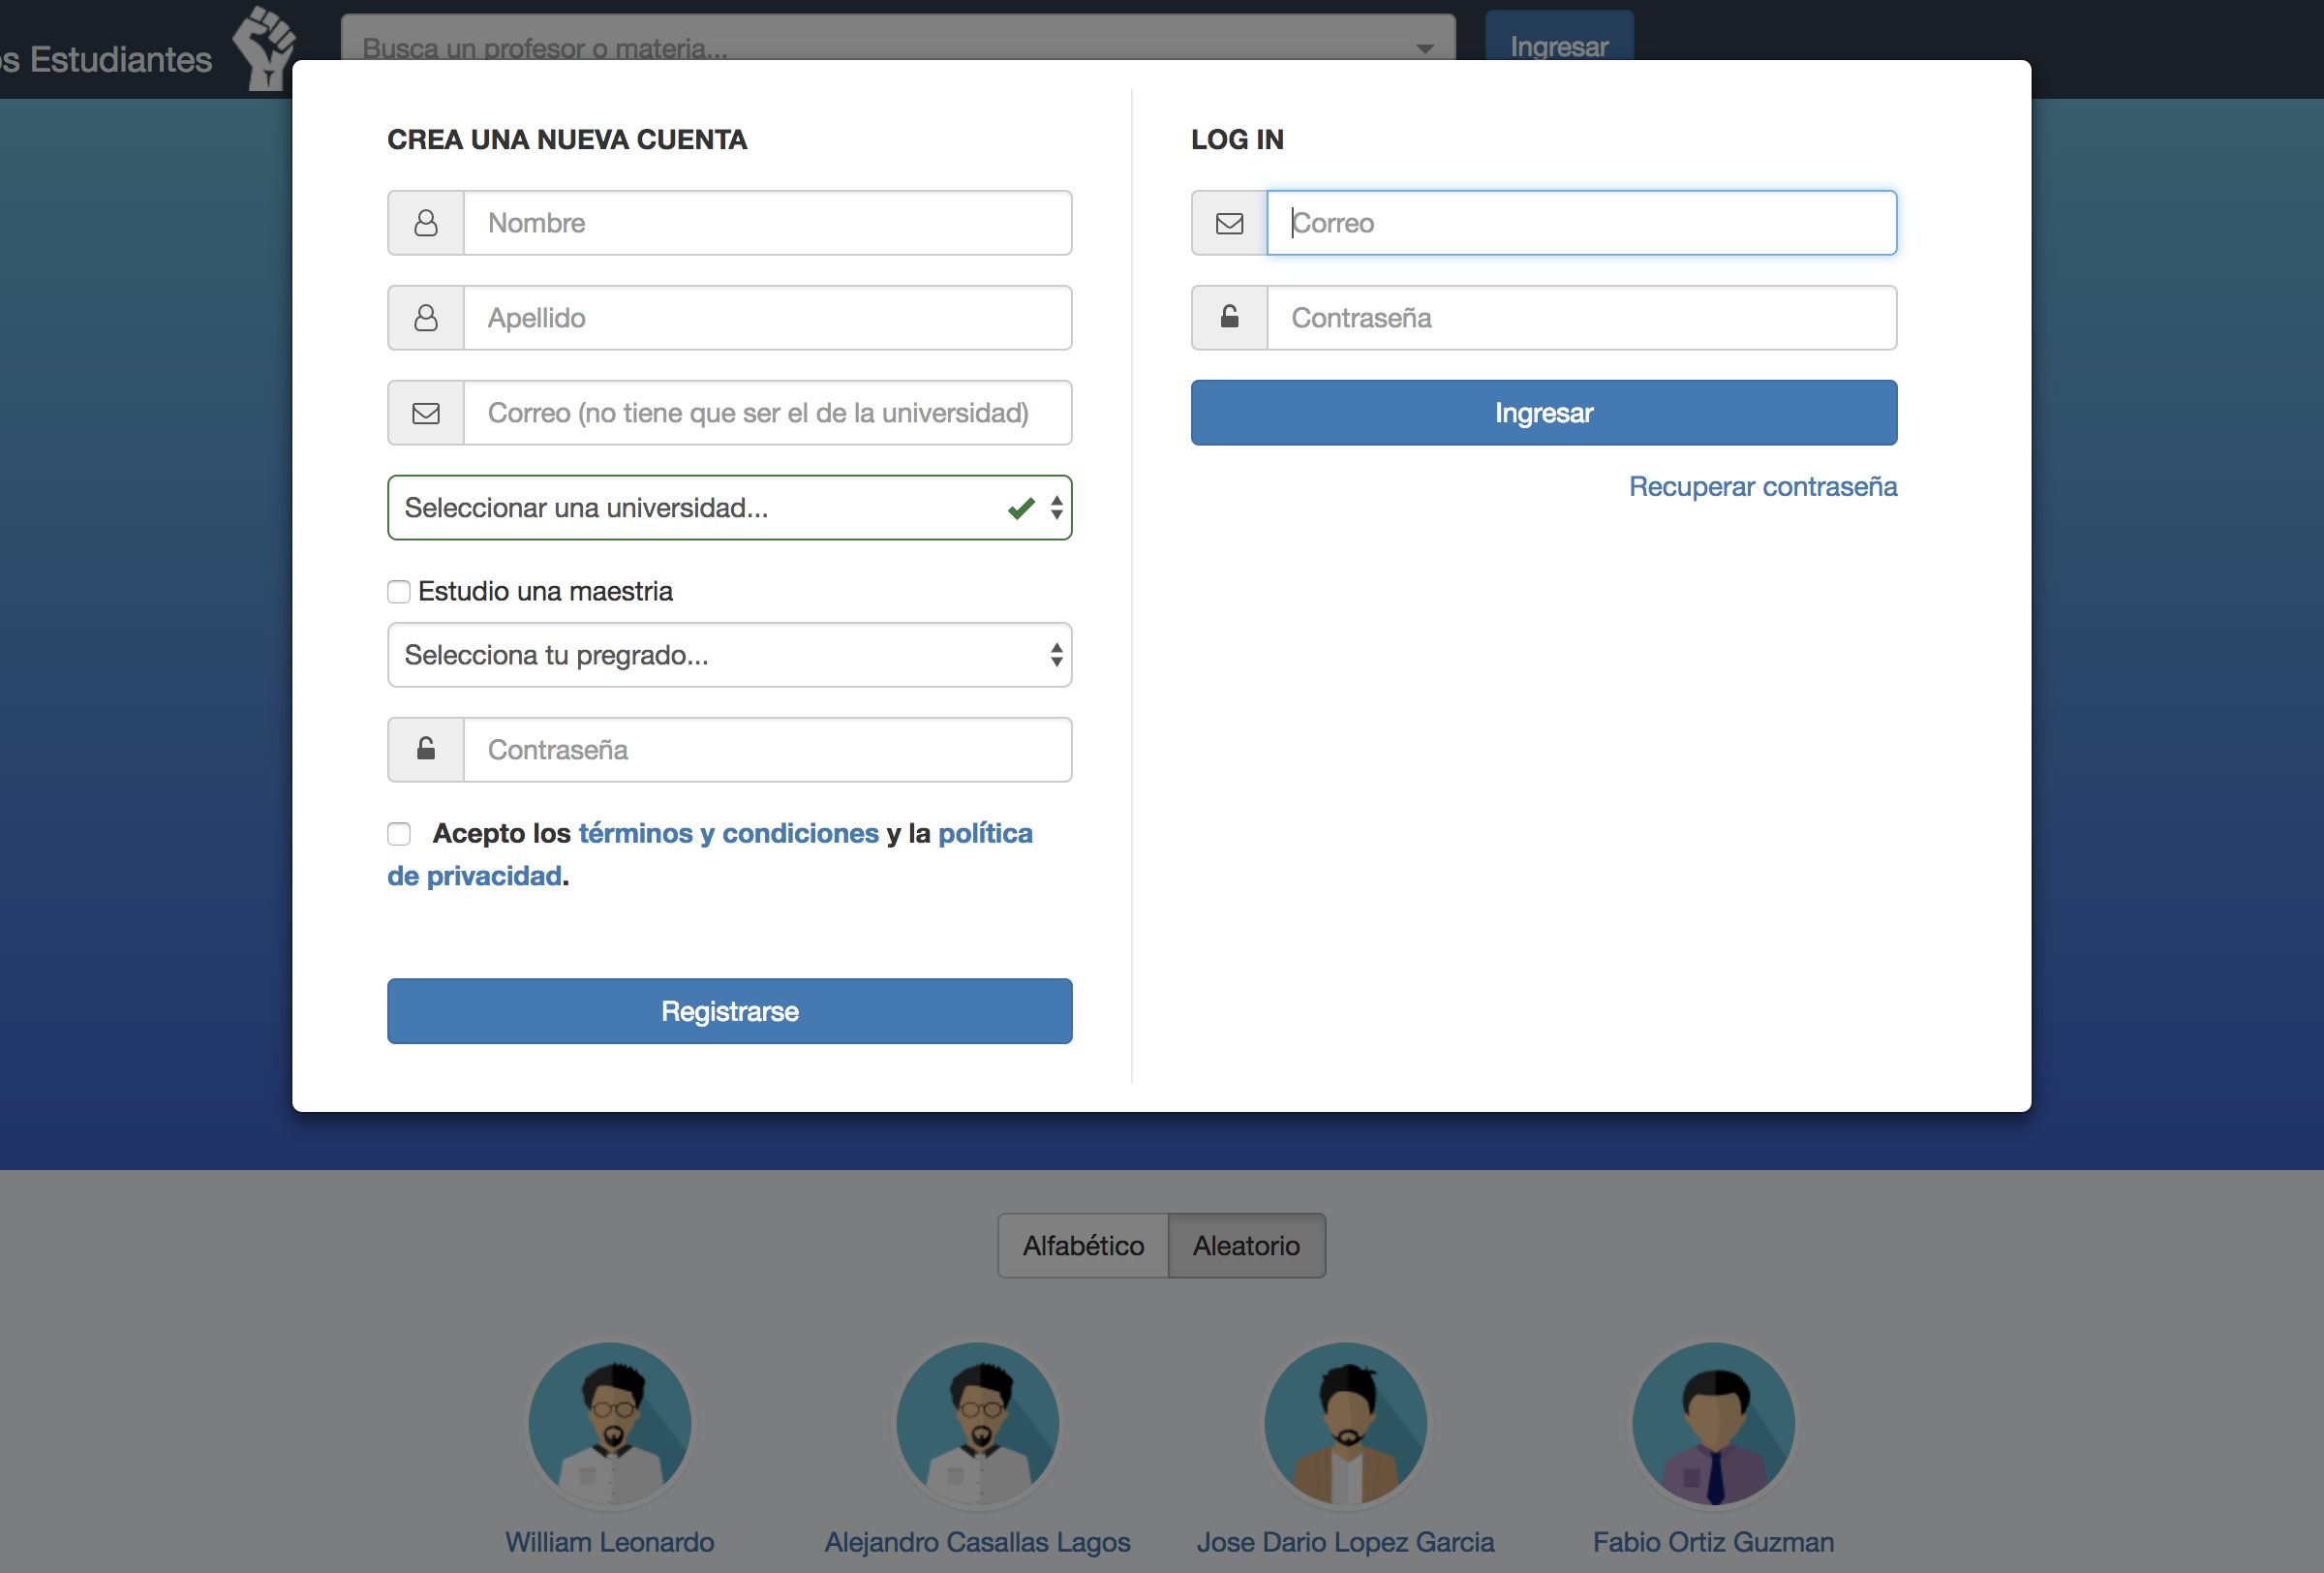 s Estudiantes
Busca un profesor o materia...
Ingresar
CREA UNA NUEVA CUENTA
Nombre
Apellido
Correo (no tiene que ser el de la universidad)
Seleccionar una universidad...
Estudio una maestria
Selecciona tu pregrado...
Contraseña
Acepto los términos y condiciones y la política
de privacidad.
Registrarse
LOG IN
Correo
Contraseña
Ingresar
Recuperar contraseña
Alfabético
Aleatorio
William Leonardo
Alejandro Casallas Lagos
Jose Dario Lopez Garcia
Fabio Ortiz Guzman